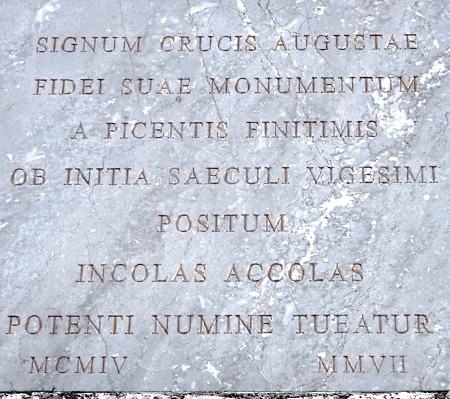 SIGNUM CRUCIS AUGUSTAE
FIDEI SUAE MONUMENTUM
A PICENTIS FINITIMIS
OB INITIA SAECULI VIGESIMI
POSITUM
INCOLAS ACCOLAS
POTENTI NUMINE TUEATUR
MCMIV MMVII